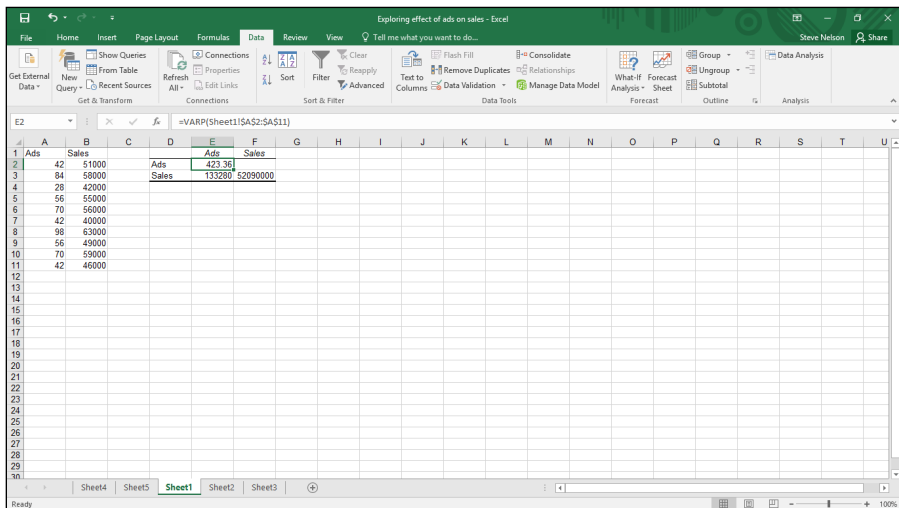 Exploring effect of ads on sales - Excel
File Home Insert Page Layout Formulas Data Review View Tell me what you want to do... Steve Nelson Share
Get External Data
New Query
Show Queries
From Table
Recent Sources
Get & Transform
Refresh All
Connections
Properties
Edit Links
Connections
Sort
Filter
Clear
Reapply
Advanced
Sort & Filter
Text to Columns
Flash Fill
Remove Duplicates
Data Validation
Consolidate
Relationships
Manage Data Model
Data Tools
What-If Analysis
Forecast Sheet
Forecast
Group
Ungroup
Subtotal
Outline
Data Analysis
Analysis
E2 fx =VARP(Sheet1!$A$2:$A$11)
A B C D E F G H I J K L M N O P Q R S T U
1 Ads Sales Ads Sales
2 42 51000 Ads 423.36
3 84 58000 Sales 133280 52090000
4 28 42000
5 56 55000
6 70 56000
7 42 40000
8 98 63000
9 56 49000
10 70 59000
11 42 46000
12
13
14
15
16
17
18
19
20
21
22
23
24
25
26
27
28
29
30
Sheet4 Sheet5 Sheet1 Sheet2 Sheet3
Ready 100%